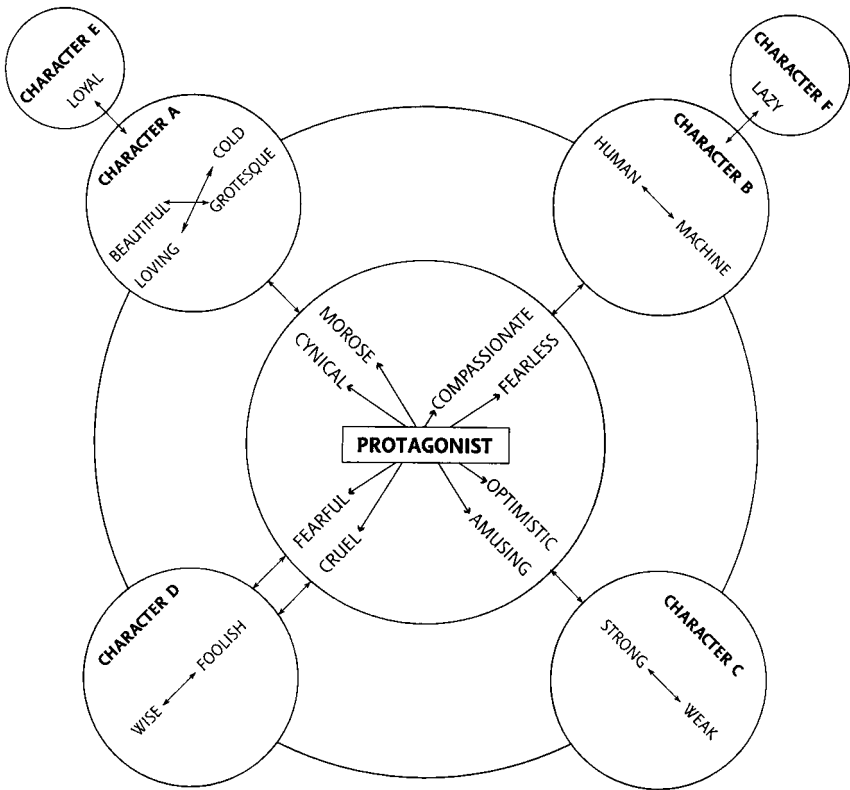 CHARACTER E
LOYAL
CHARACTER A
COLD
GROTESQUE
BEAUTIFUL
LOVING
CHARACTER F
LAZY
CHARACTER B
HUMAN
MACHINE
MOROSE
CYNICAL
COMPASSIONATE
FEARLESS
PROTAGONIST
FEARFUL
CRUEL
OPTIMISTIC
AMUSING
CHARACTER D
FOOLISH
WISE
CHARACTER C
STRONG
WEAK